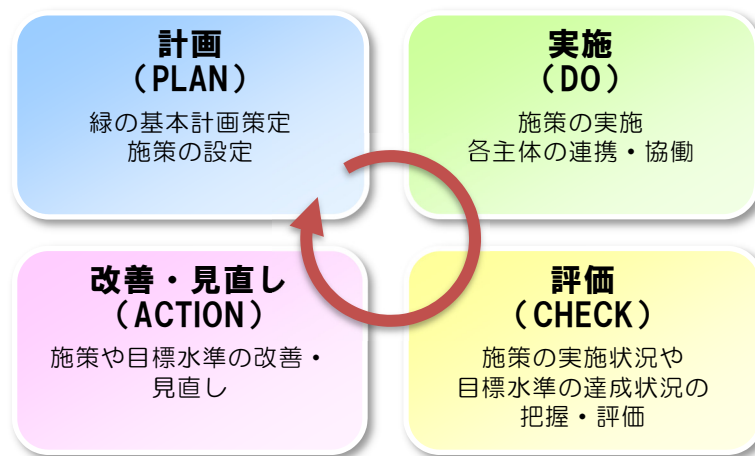 計画
（PLAN）
緑の基本計画策定
施策の設定
実施
（DO）
施策の実施
各主体の連携・協働
改善・見直し
（ACTION）
施策や目標水準の改善・
見直し
評価
（CHECK）
施策の実施状況や
目標水準の達成状況の
把握・評価